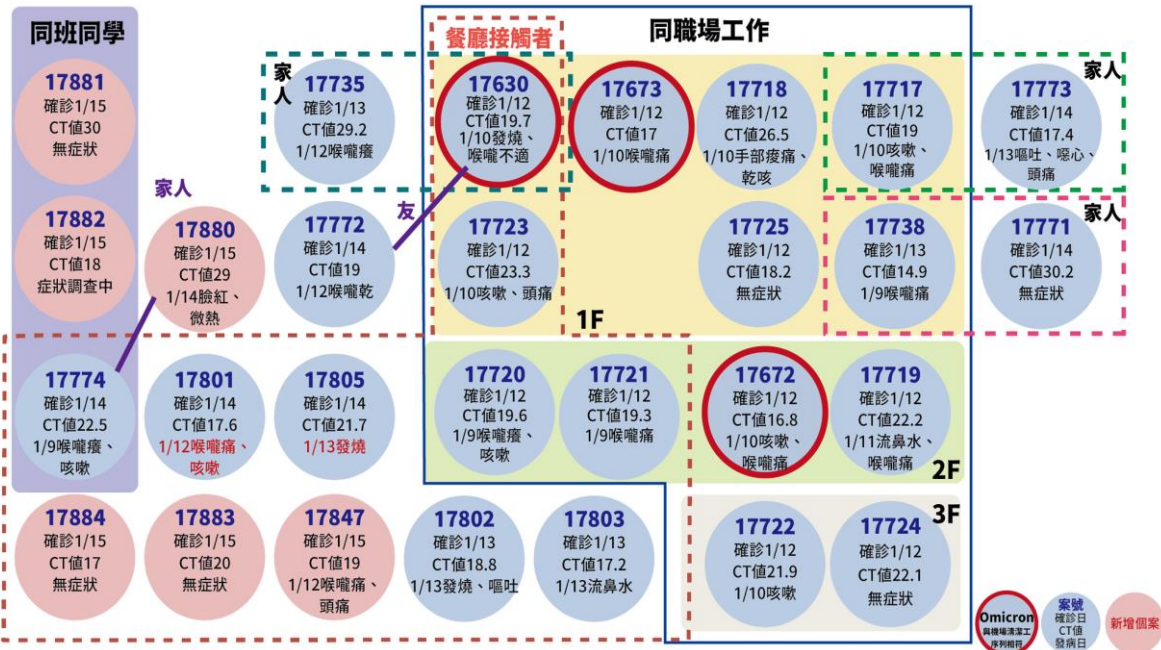 同班同學
17881
確診1/15
CT值30
無症狀
17882
確診1/15
CT值18
症狀調查中
家人
17880
確診1/15
CT值29
1/14臉紅、
微熱
家人
17735
確診1/13
CT值29.2
1/12喉嚨癢
17772
確診1/14
CT值19
1/12喉嚨乾
友
餐廳接觸者
同職場工作
17630
確診1/12
CT值19.7
1/10發燒、
喉嚨不適
17673
確診1/12
CT值17
1/10喉嚨痛
17718
確診1/12
CT值26.5
1/10手部痠痛、
乾咳
17717
確診1/12
CT值19
1/10咳嗽、
喉嚨痛
家人
17773
確診1/14
CT值17.4
1/13嘔吐、噁心、
頭痛
17723
確診1/12
CT值23.3
1/10咳嗽、頭痛
17725
確診1/12
CT值18.2
無症狀
17738
確診1/13
CT值14.9
1/9喉嚨痛
家人
17771
確診1/14
CT值30.2
無症狀
1F
17774
確診1/14
CT值22.5
1/9喉嚨癢、
咳嗽
17801
確診1/14
CT值17.6
1/12喉嚨痛、
咳嗽
17805
確診1/14
CT值21.7
1/13發燒
17720
確診1/12
CT值19.6
1/9喉嚨癢、
咳嗽
17721
確診1/12
CT值19.3
1/9喉嚨痛
17672
確診1/12
CT值16.8
1/10咳嗽、
喉嚨痛
17719
確診1/12
CT值22.2
1/11流鼻水、
喉嚨痛
2F
17884
確診1/15
CT值17
無症狀
17883
確診1/15
CT值20
無症狀
17847
確診1/15
CT值19
1/12喉嚨痛、
頭痛
17802
確診1/13
CT值18.8
1/13發燒、嘔吐
17803
確診1/13
CT值17.2
1/13流鼻水
17722
確診1/12
CT值21.9
1/10咳嗽
17724
確診1/12
CT值22.1
無症狀
3F
Omicron
與機場清潔工
序列相符
案號
確診日
CT值
發病日
新增個案